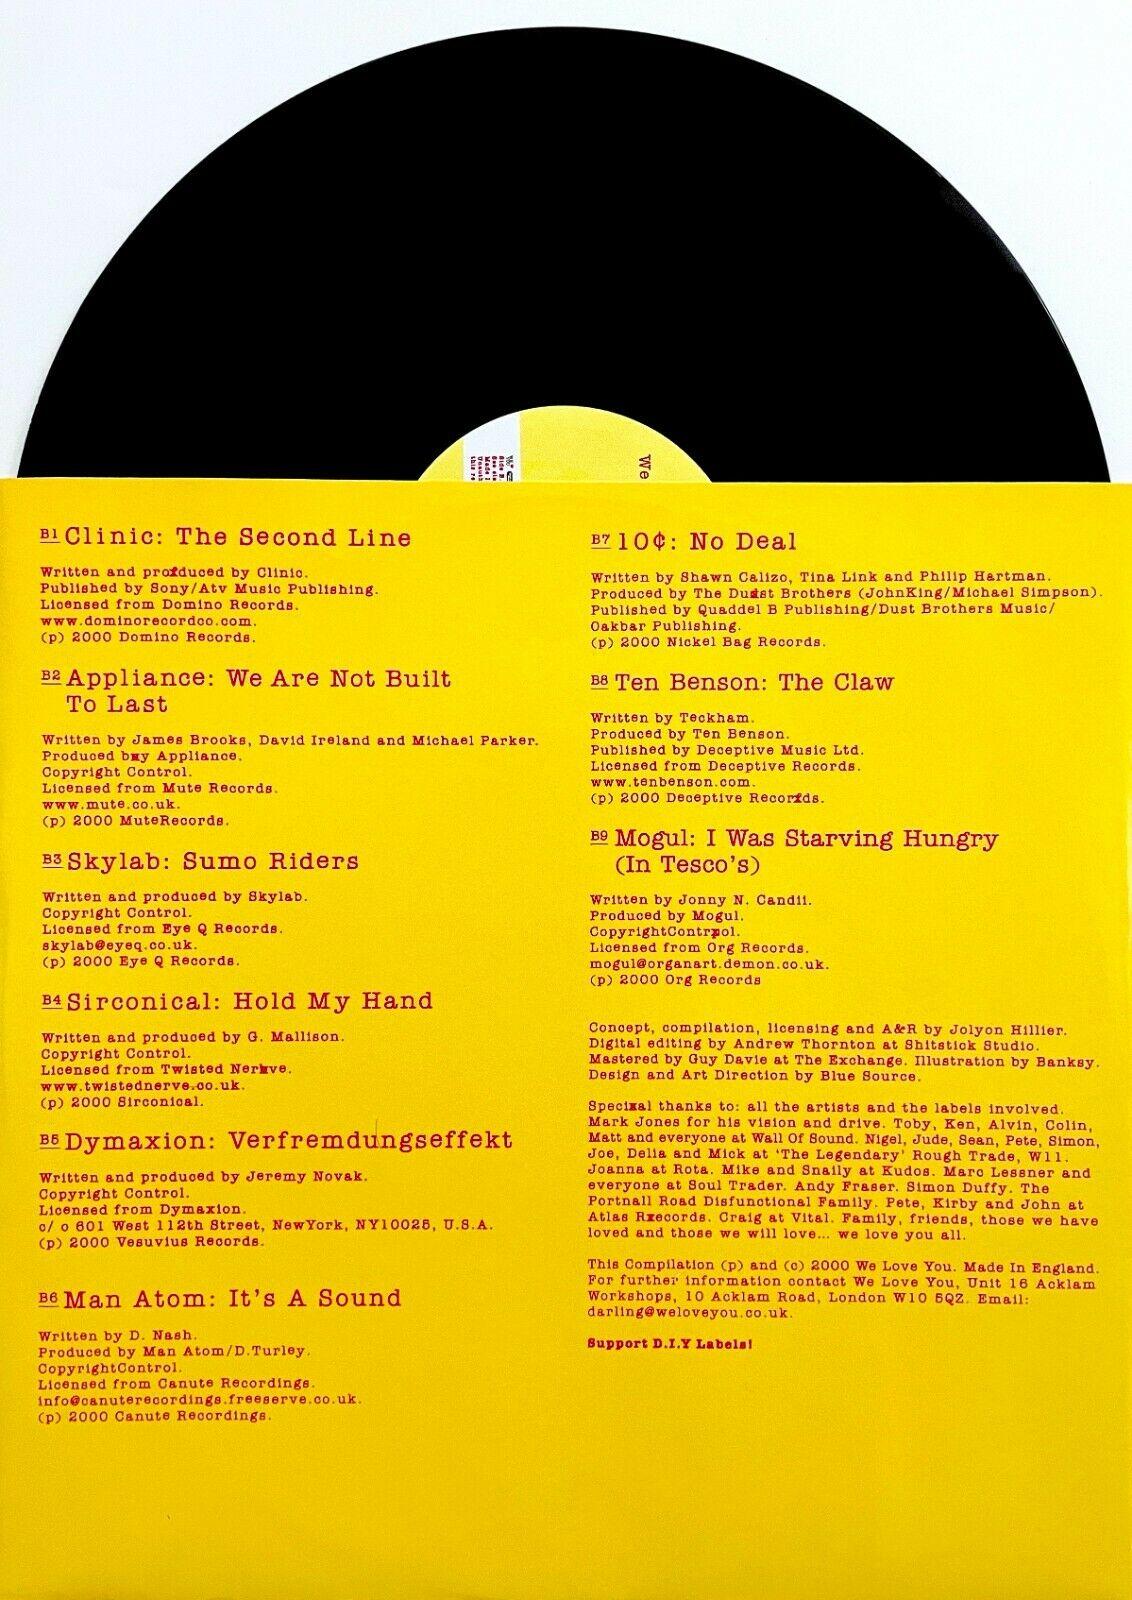 We
B1 Clinic: The Second Line
Written and produced by Clinic.
Published by Sony/Atv Music Publishing.
Licensed from Domino Records.
www.dominorecordco.com.
(p) 2000 Domino Records.
B2 Appliance: We Are Not Built
To Last
Written by James Brooks, David Ireland and Michael Parker.
Produced by Appliance.
Copyright Control.
Licensed from Mute Records.
www.mute.co.uk.
(p) 2000 MuteRecords.
B3 Skylab: Sumo Riders
Written and produced by Skylab.
Copyright Control.
Licensed from Eye Q Records.
skylab@eyeq.co.uk.
(p) 2000 Eye Q Records.
B4 Sirconical: Hold My Hand
Written and produced by G. Mallison.
Copyright Control.
Licensed from Twisted Nerve.
www.twistednerve.co.uk.
(p) 2000 Sirconical.
B5 Dymaxion: Verfremdungseffekt
Written and produced by Jeremy Novak.
Copyright Control.
Licensed from Dymaxion.
c/ o 601 West 112th Street, NewYork, NY10025, U.S.A.
(p) 2000 Vesuvius Records.
B6 Man Atom: It's A Sound
Written by D. Nash.
Produced by Man Atom/D.Turley.
CopyrightControl.
Licensed from Canute Recordings.
info@canuterecordings.freeserve.co.uk.
(p) 2000 Canute Recordings.
B7 10¢: No Deal
Written by Shawn Calizo, Tina Link and Philip Hartman.
Produced by The Dust Brothers (JohnKing/Michael Simpson).
Published by Quaddel B Publishing/Dust Brothers Music/
Oakbar Publishing.
(p) 2000 Nickel Bag Records.
B8 Ten Benson: The Claw
Written by Teckham.
Produced by Ten Benson.
Published by Deceptive Music Ltd.
Licensed from Deceptive Records.
www.tenbenson.com.
(p) 2000 Deceptive Records.
B9 Mogul: I Was Starving Hungry
(In Tesco's)
Written by Jonny N. Candii.
Produced by Mogul.
CopyrightControl.
Licensed from Org Records.
mogul@organart.demon.co.uk.
(p) 2000 Org Records
Concept, compilation, licensing and A&R by Jolyon Hillier.
Digital editing by Andrew Thornton at Shitstick Studio.
Mastered by Guy Davie at The Exchange. Illustration by Banksy.
Design and Art Direction by Blue Source.
Special thanks to: all the artists and the labels involved.
Mark Jones for his vision and drive. Toby, Ken, Alvin, Colin,
Matt and everyone at Wall Of Sound. Nigel, Jude, Sean, Pete, Simon,
Joe, Delia and Mick at 'The Legendary' Rough Trade, W11.
Joanna at Rota. Mike and Snaily at Kudos. Marc Lessner and
everyone at Soul Trader. Andy Fraser. Simon Duffy. The
Portnall Road Disfunctional Family. Pete, Kirby and John at
Atlas Records. Craig at Vital. Family, friends, those we have
loved and those we will love... we love you all.
This Compilation (p) and (c) 2000 We Love You. Made In England.
For further information contact We Love You, Unit 16 Acklam
Workshops, 10 Acklam Road, London W10 5QZ. Email:
darling@weloveyou.co.uk.
Support D.I.Y Labels!